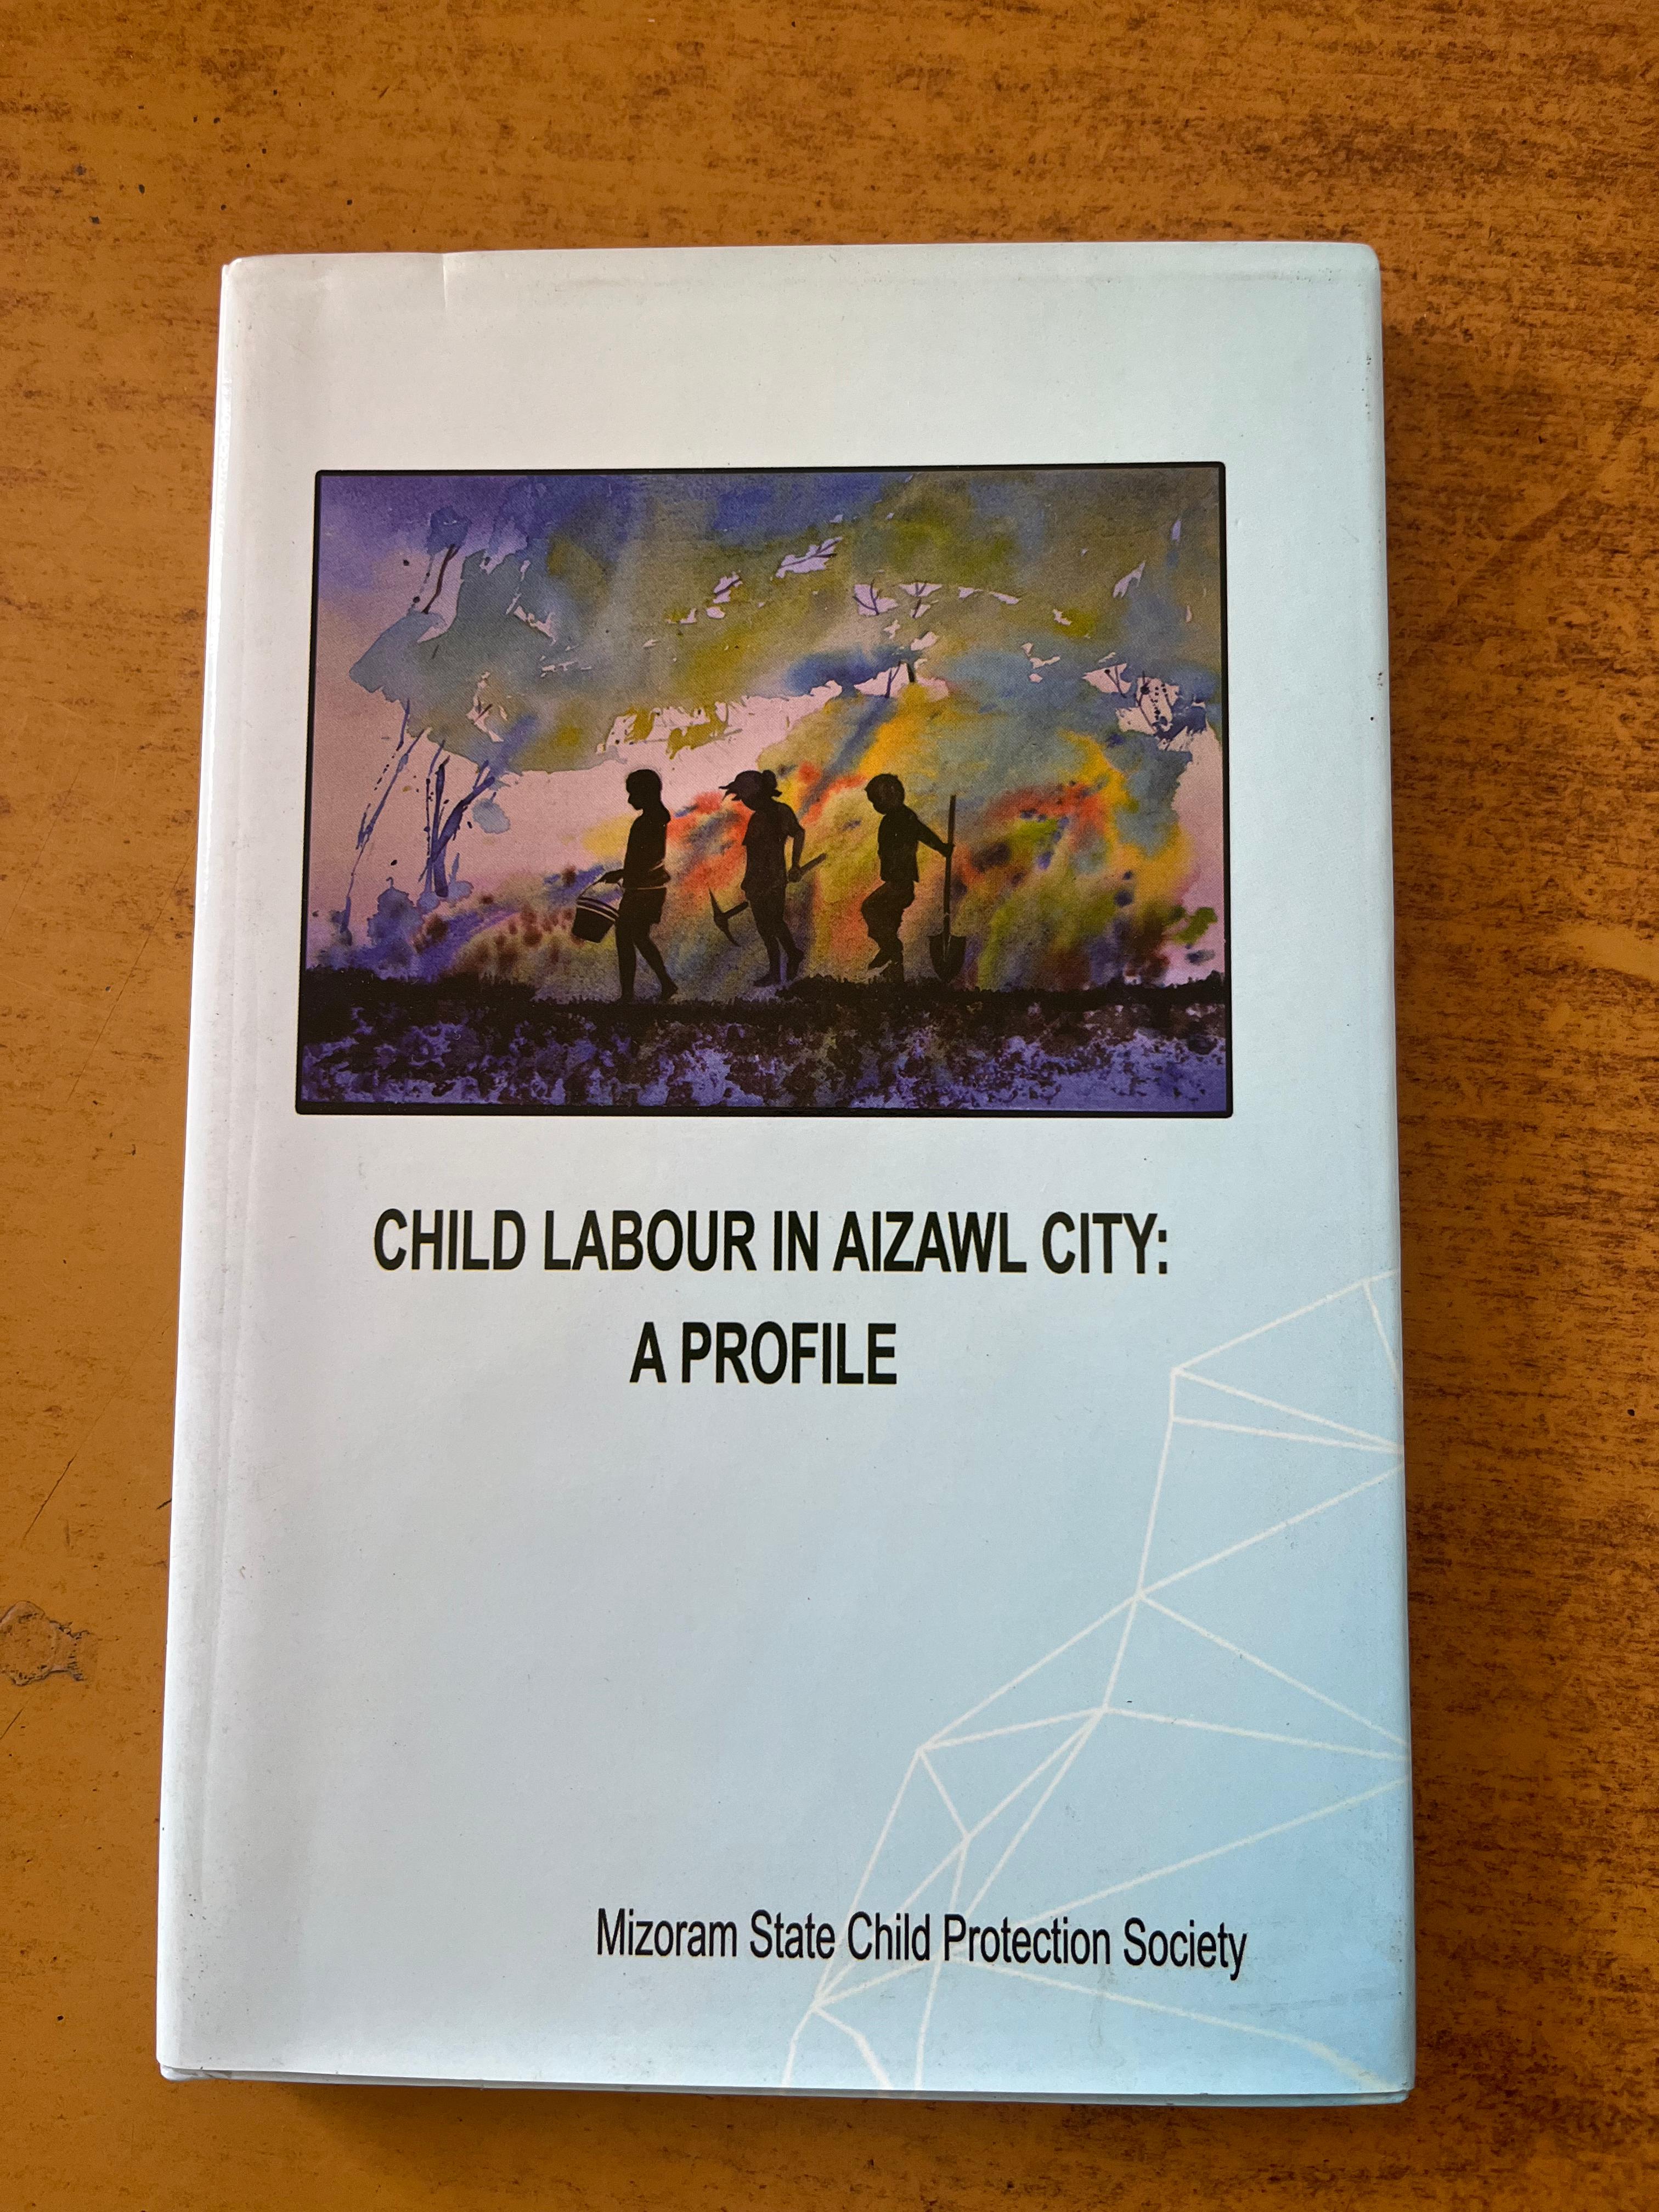 CHILD LABOUR IN AIZAWL CITY:
A PROFILE
Mizoram State Child Protection Society